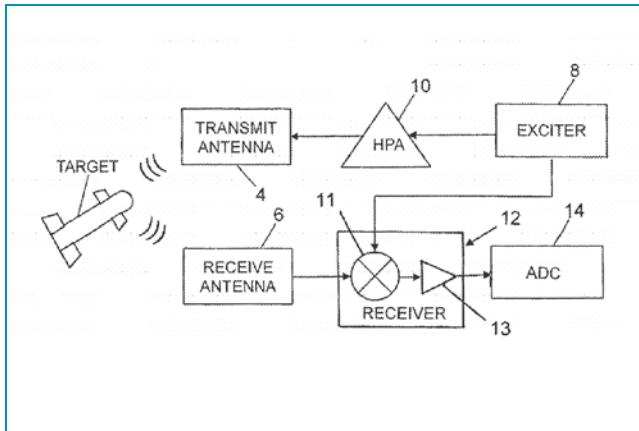 10
8
TRANSMIT
ANTENNA
HPA
EXCITER
TARGET
4
11
6
12
14
RECEIVE
ANTENNA
ADC
RECEIVER
13